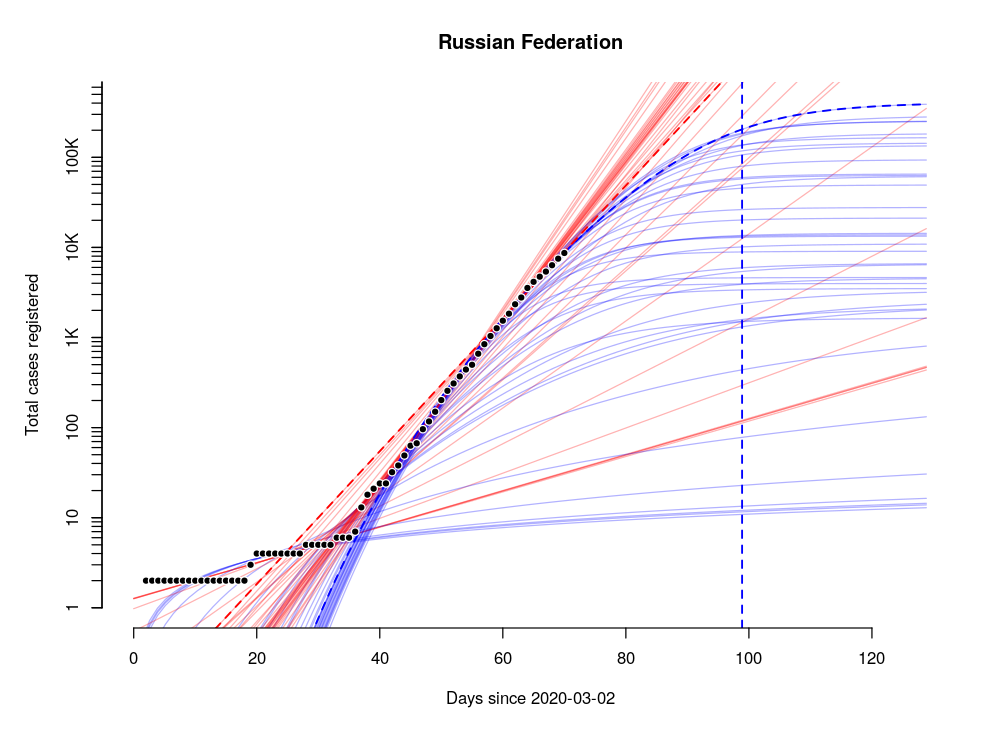 Russian Federation
Total cases registered
100K
10K
1K
100
10
1
0 20 40 60 80 100 120
Days since 2020-03-02